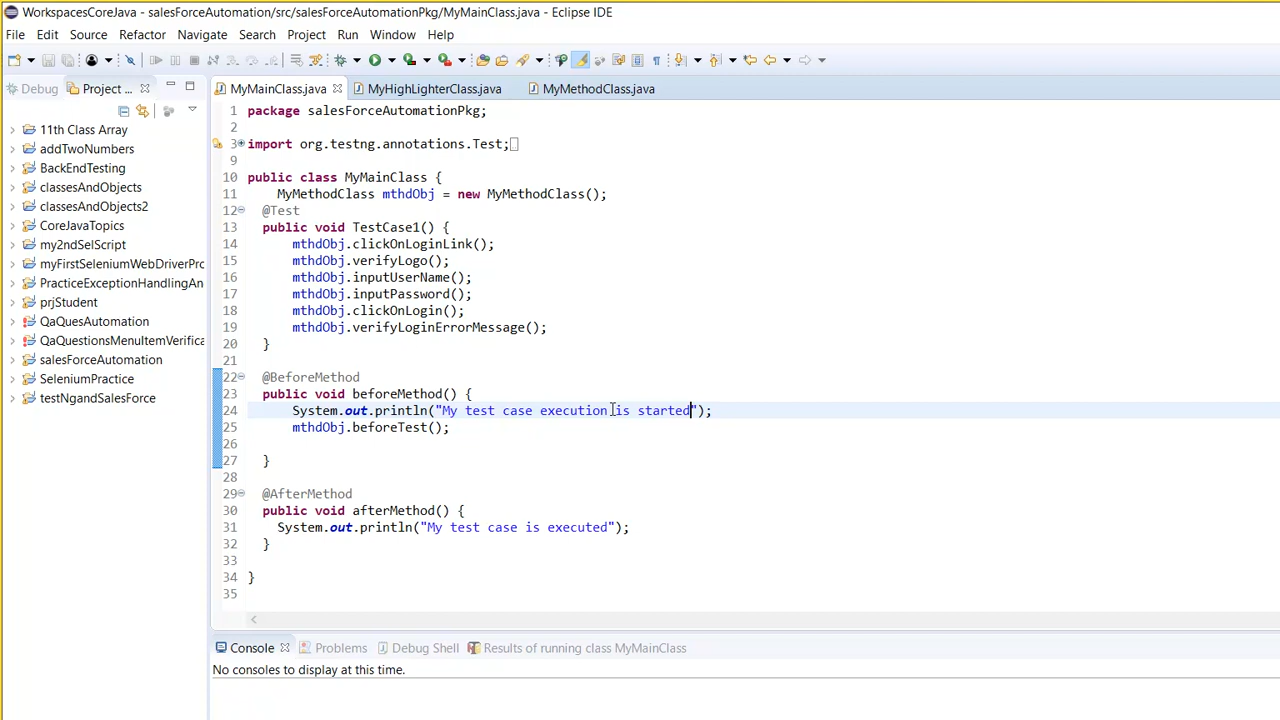 WorkspacesCoreJava - salesForceAutomation/src/salesForceAutomationPkg/MyMainClass.java - Eclipse IDE
File Edit Source Refactor Navigate Search Project Run Window Help
Debug Project ... MyMainClass.java MyHighLighterClass.java MyMethodClass.java
11th Class Array
addTwoNumbers
BackEndTesting
classesAndObjects
classesAndObjects2
CoreJavaTopics
my2ndSelScript
myFirstSeleniumWebDriverPrc
PracticeExceptionHandlingAn
prjStudent
QaQuesAutomation
QaQuestionsMenuItemVerifica
salesForceAutomation
SeleniumPractice
testNgandSalesForce
1 package salesForceAutomationPkg;
2
3 import org.testng.annotations.Test;
9
10 public class MyMainClass {
11 MyMethodClass mthdObj = new MyMethodClass();
12 @Test
13 public void TestCase1() {
14 mthdObj.clickOnLoginLink();
15 mthdObj.verifyLogo();
16 mthdObj.inputUserName();
17 mthdObj.inputPassword();
18 mthdObj.clickOnLogin();
19 mthdObj.verifyLoginErrorMessage();
20 }
21
22 @BeforeMethod
23 public void beforeMethod() {
24 System.out.println("My test case execution is started");
25 mthdObj.beforeTest();
26
27 }
28
29 @AfterMethod
30 public void afterMethod() {
31 System.out.println("My test case is executed");
32 }
33
34 }
35
Console Problems Debug Shell Results of running class MyMainClass
No consoles to display at this time.